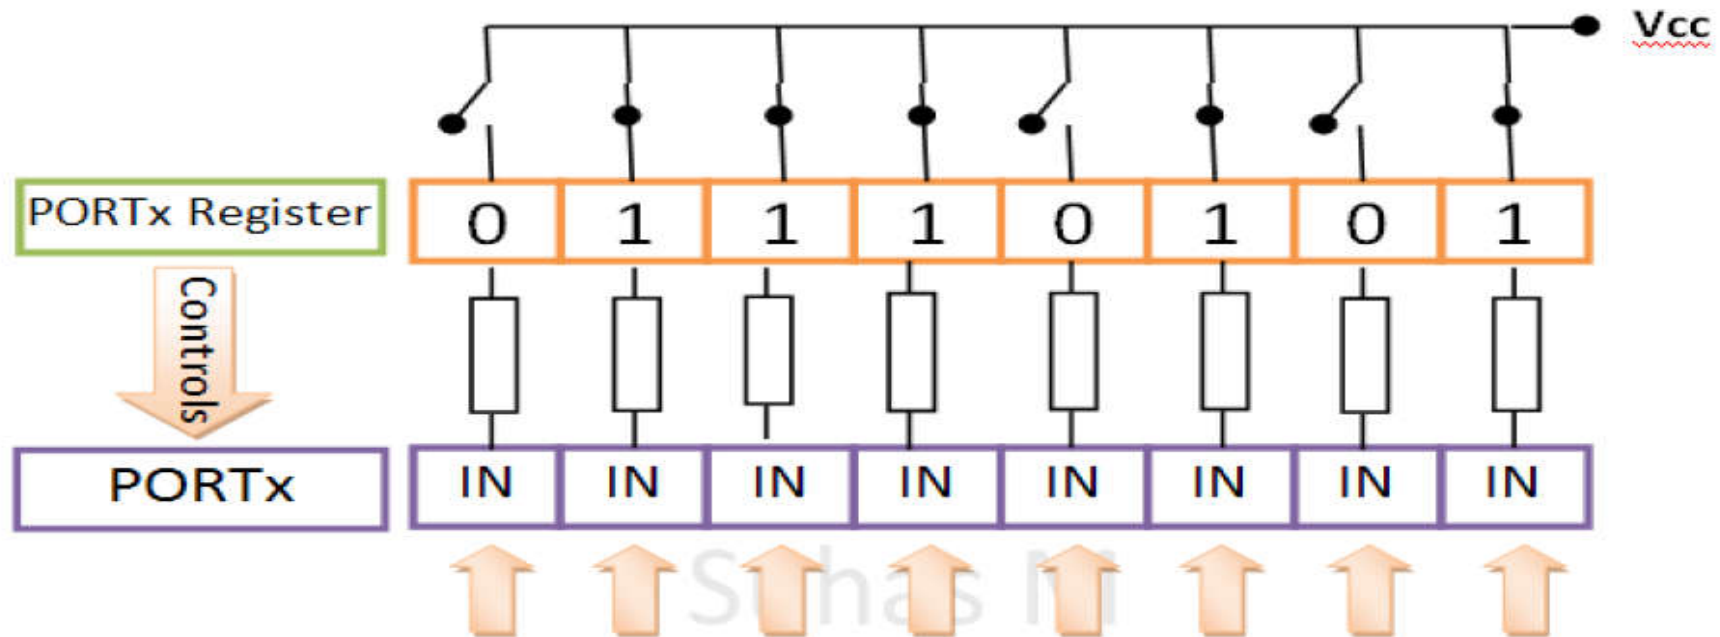 Vcc
PORTx Register 0 1 1 1 0 1 0 1
Controls
PORTx IN IN IN IN IN IN IN IN
Suhas M